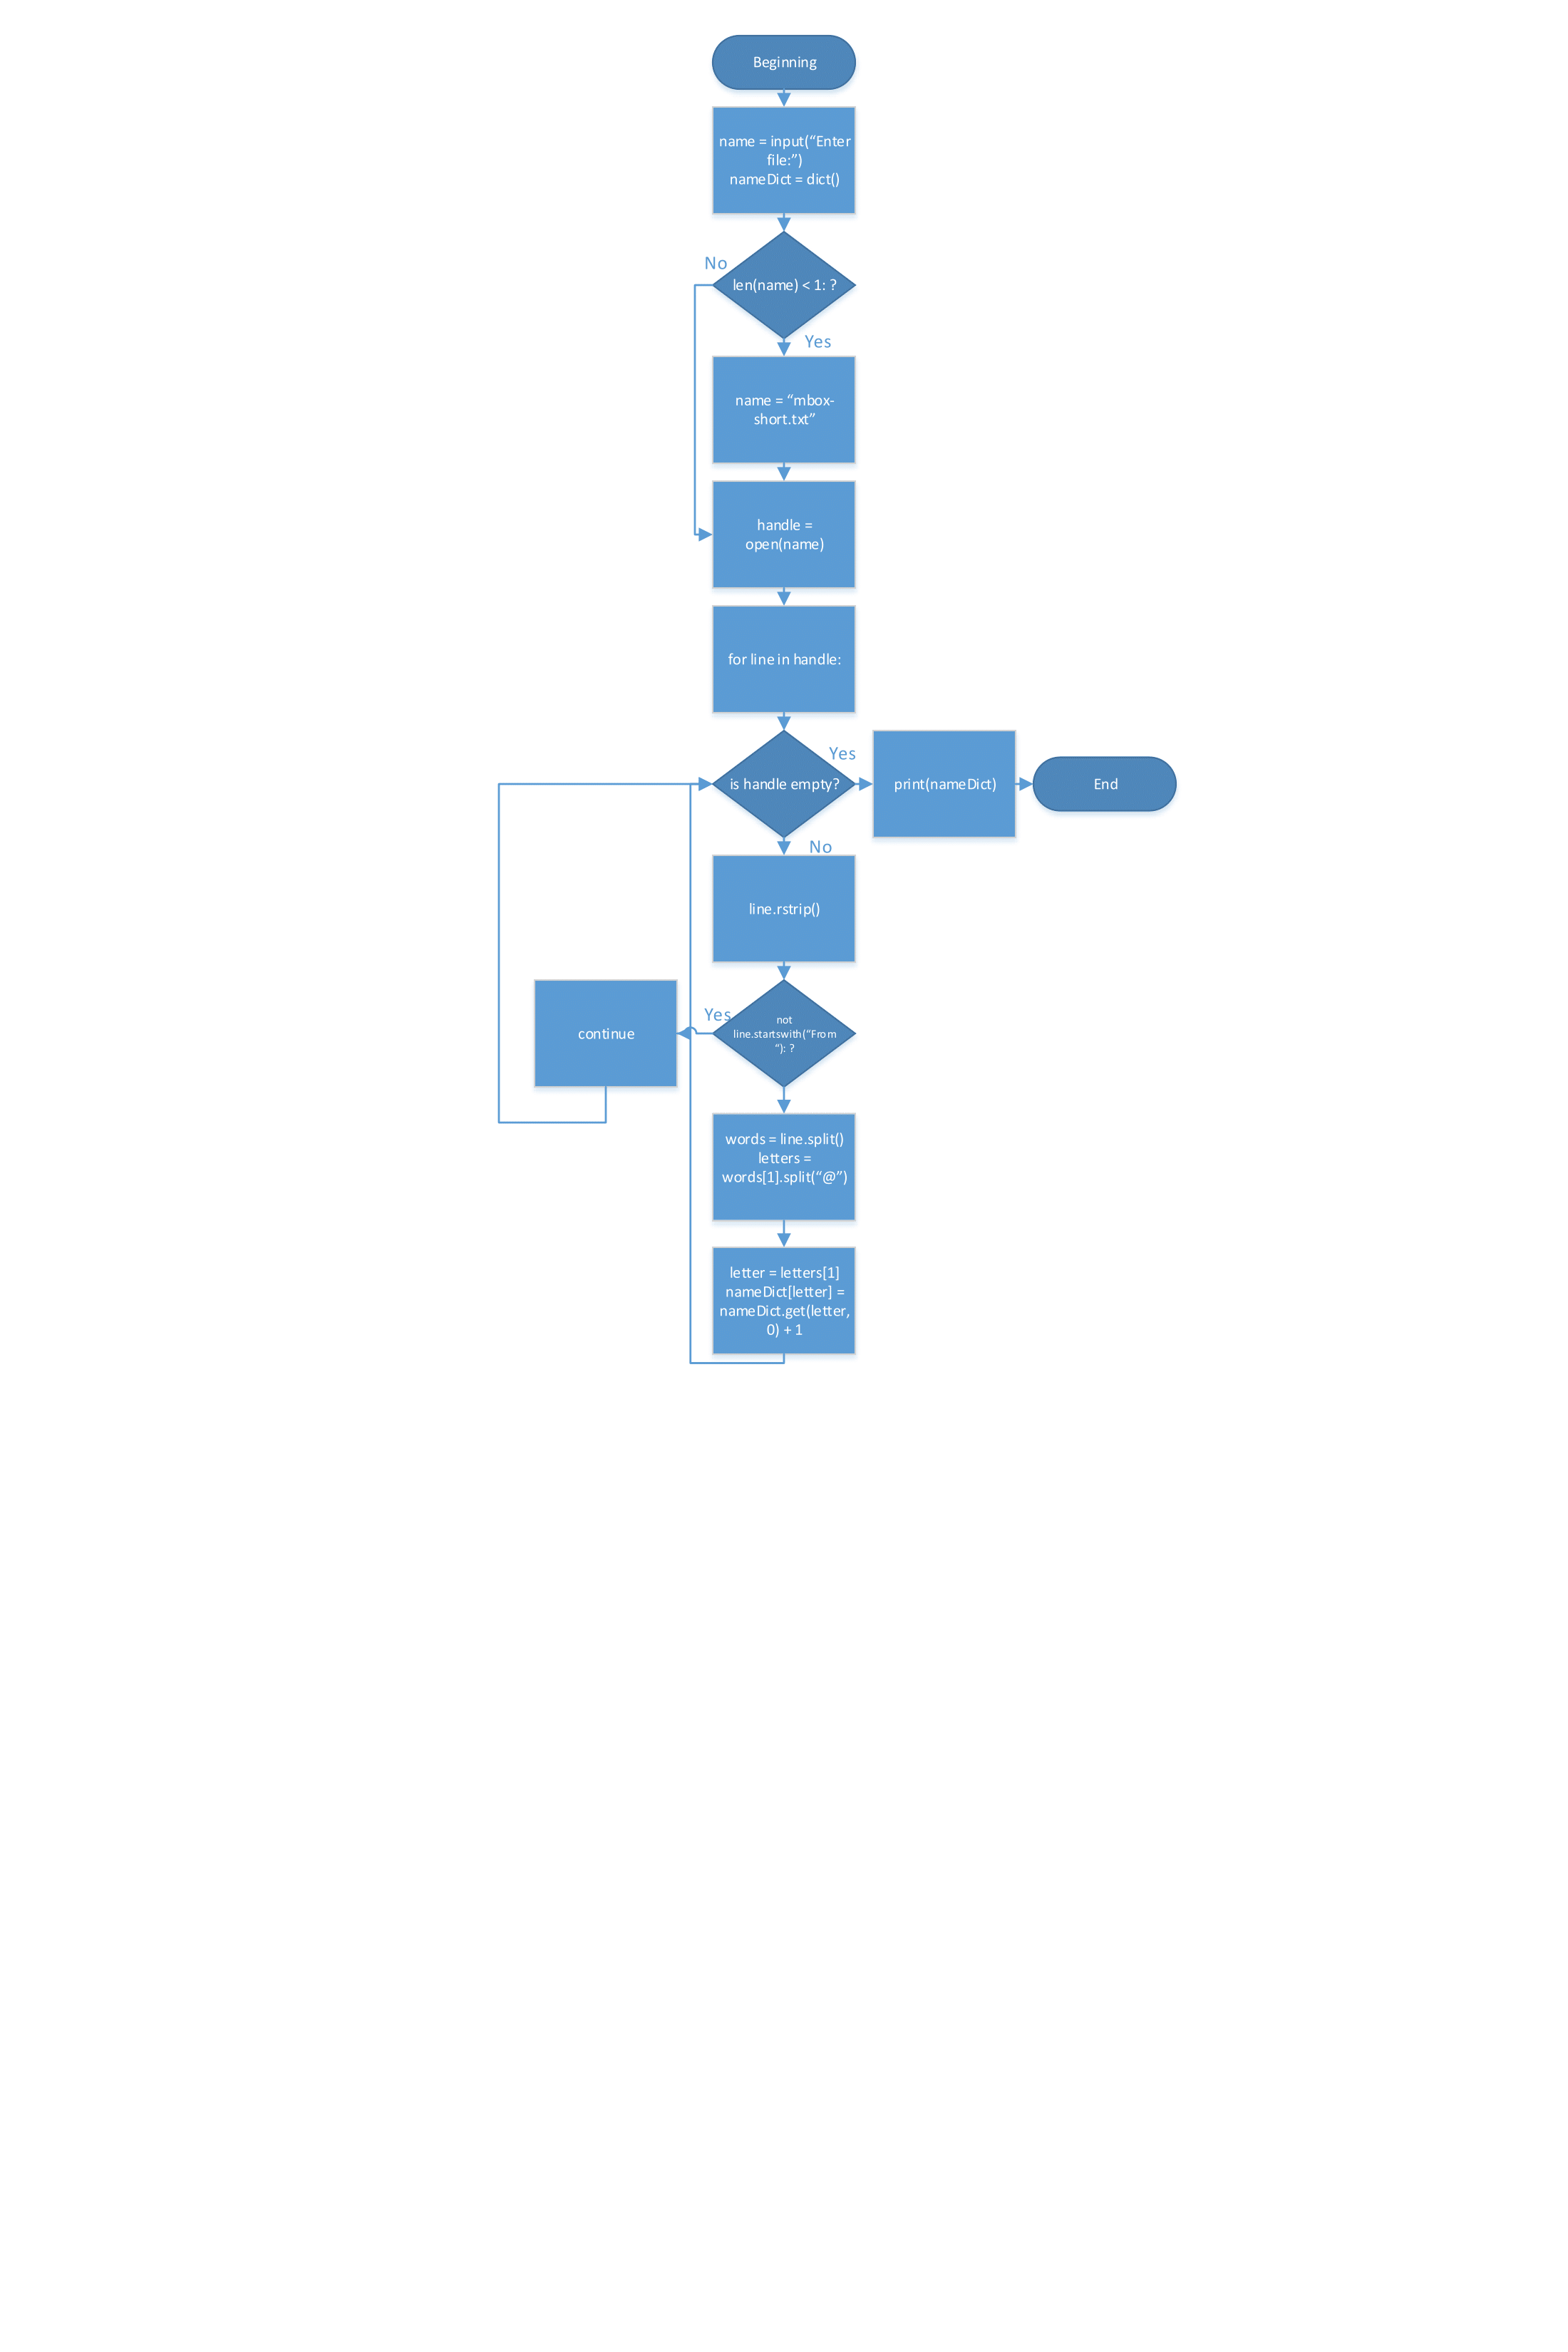 Beginning
name = input(“Enter
file:”)
nameDict = dict()
No
len(name) < 1: ?
Yes
name = “mbox-
short.txt”
handle =
open(name)
for line in handle:
Yes
is handle empty?
print(nameDict)
End
No
line.rstrip()
Yes
continue
not
line.startswith(“From
“): ?
words = line.split()
letters =
words[1].split(“@”)
letter = letters[1]
nameDict[letter] =
nameDict.get(letter,
0) + 1